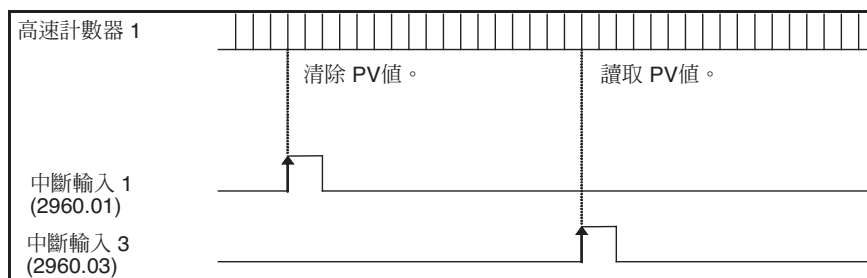 高速計數器 1
清除 PV值。
讀取 PV值。
中斷輸入 1
(2960.01)
中斷輸入 3
(2960.03)